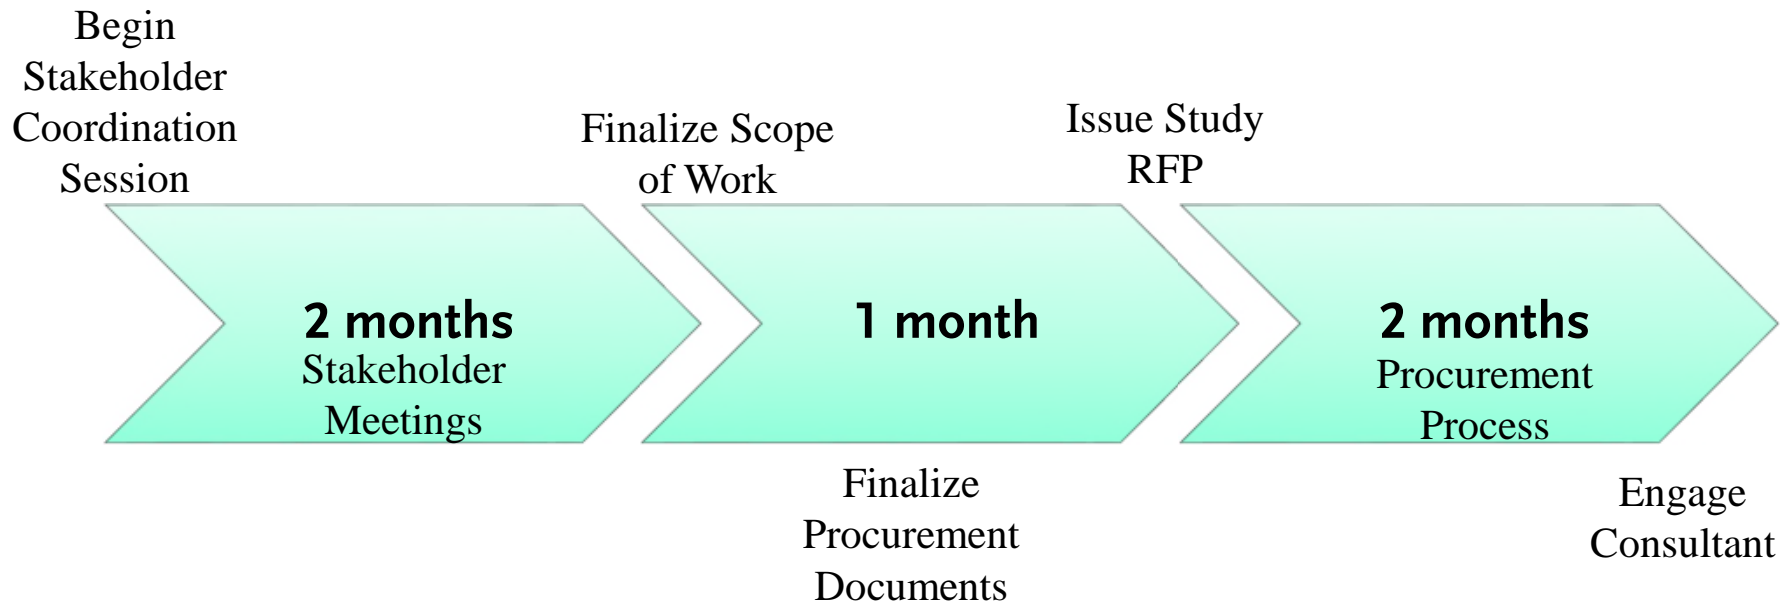 Begin
Stakeholder
Coordination
Session
Finalize Scope
of Work
Issue Study
RFP
2 months
Stakeholder
Meetings
1 month
2 months
Procurement
Process
Finalize
Procurement
Documents
Engage
Consultant